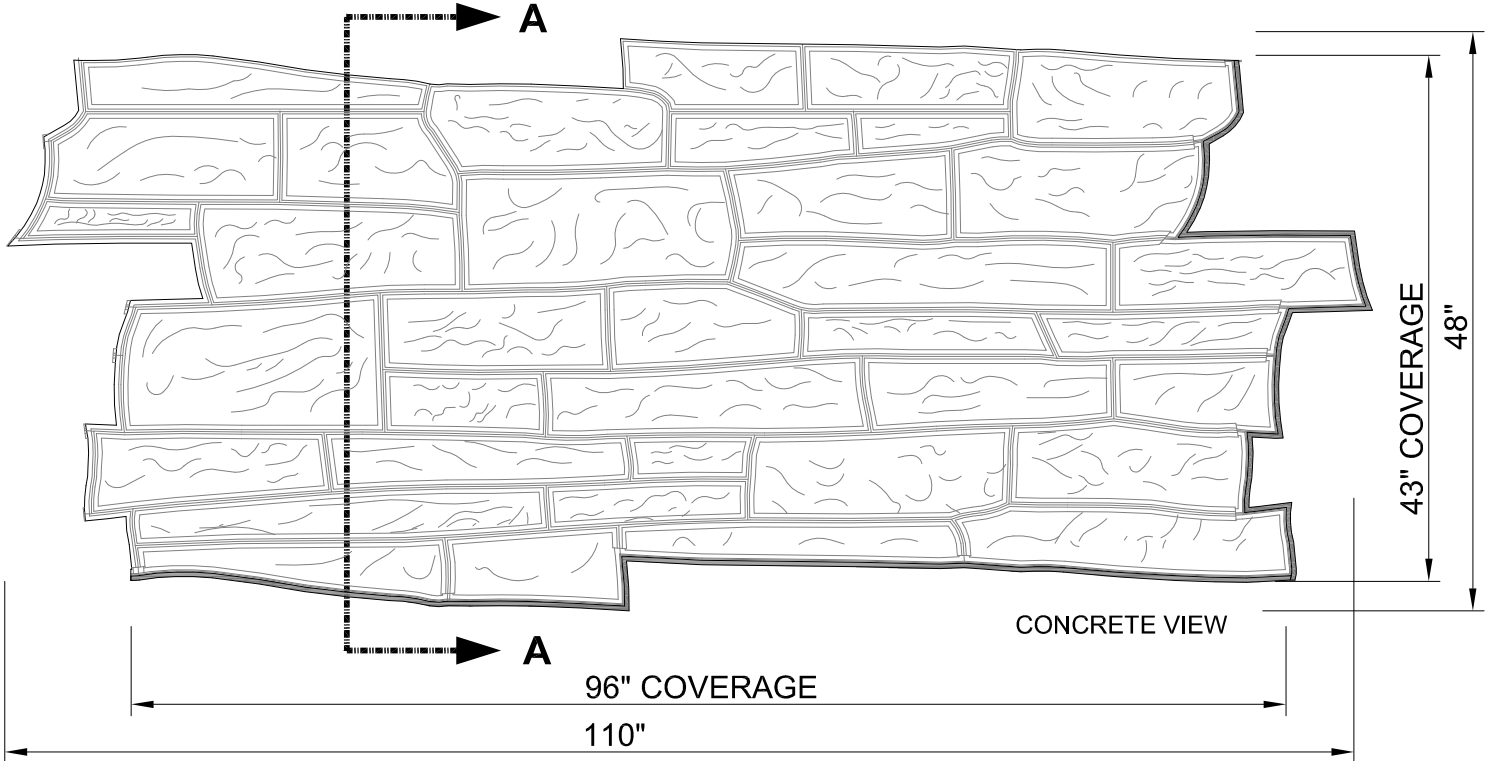 A
43" COVERAGE
48"
CONCRETE VIEW
A
96" COVERAGE
110"